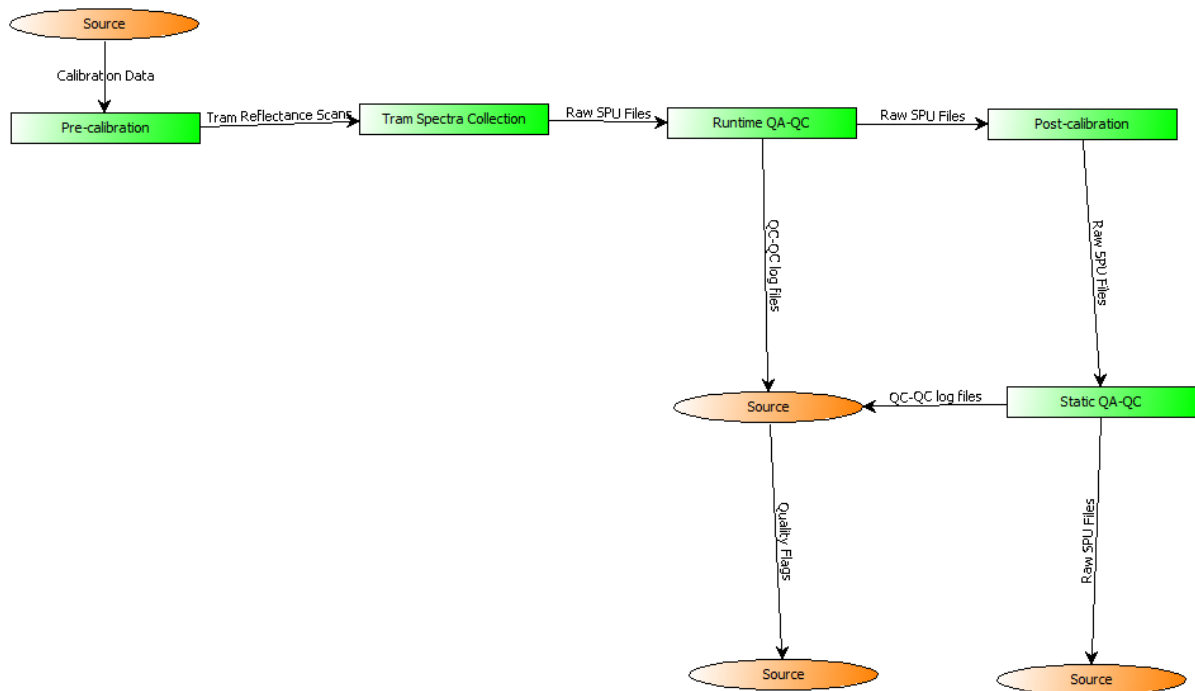 Source
Calibration Data
Pre-calibration
Tram Reflectance Scans
Tram Spectra Collection
Raw SPU Files
Runtime QA-QC
Raw SPU Files
Post-calibration
QC-QC log files
Raw SPU Files
Source
QC-QC log files
Static QA-QC
Quality Flags
Raw SPU Files
Source
Source